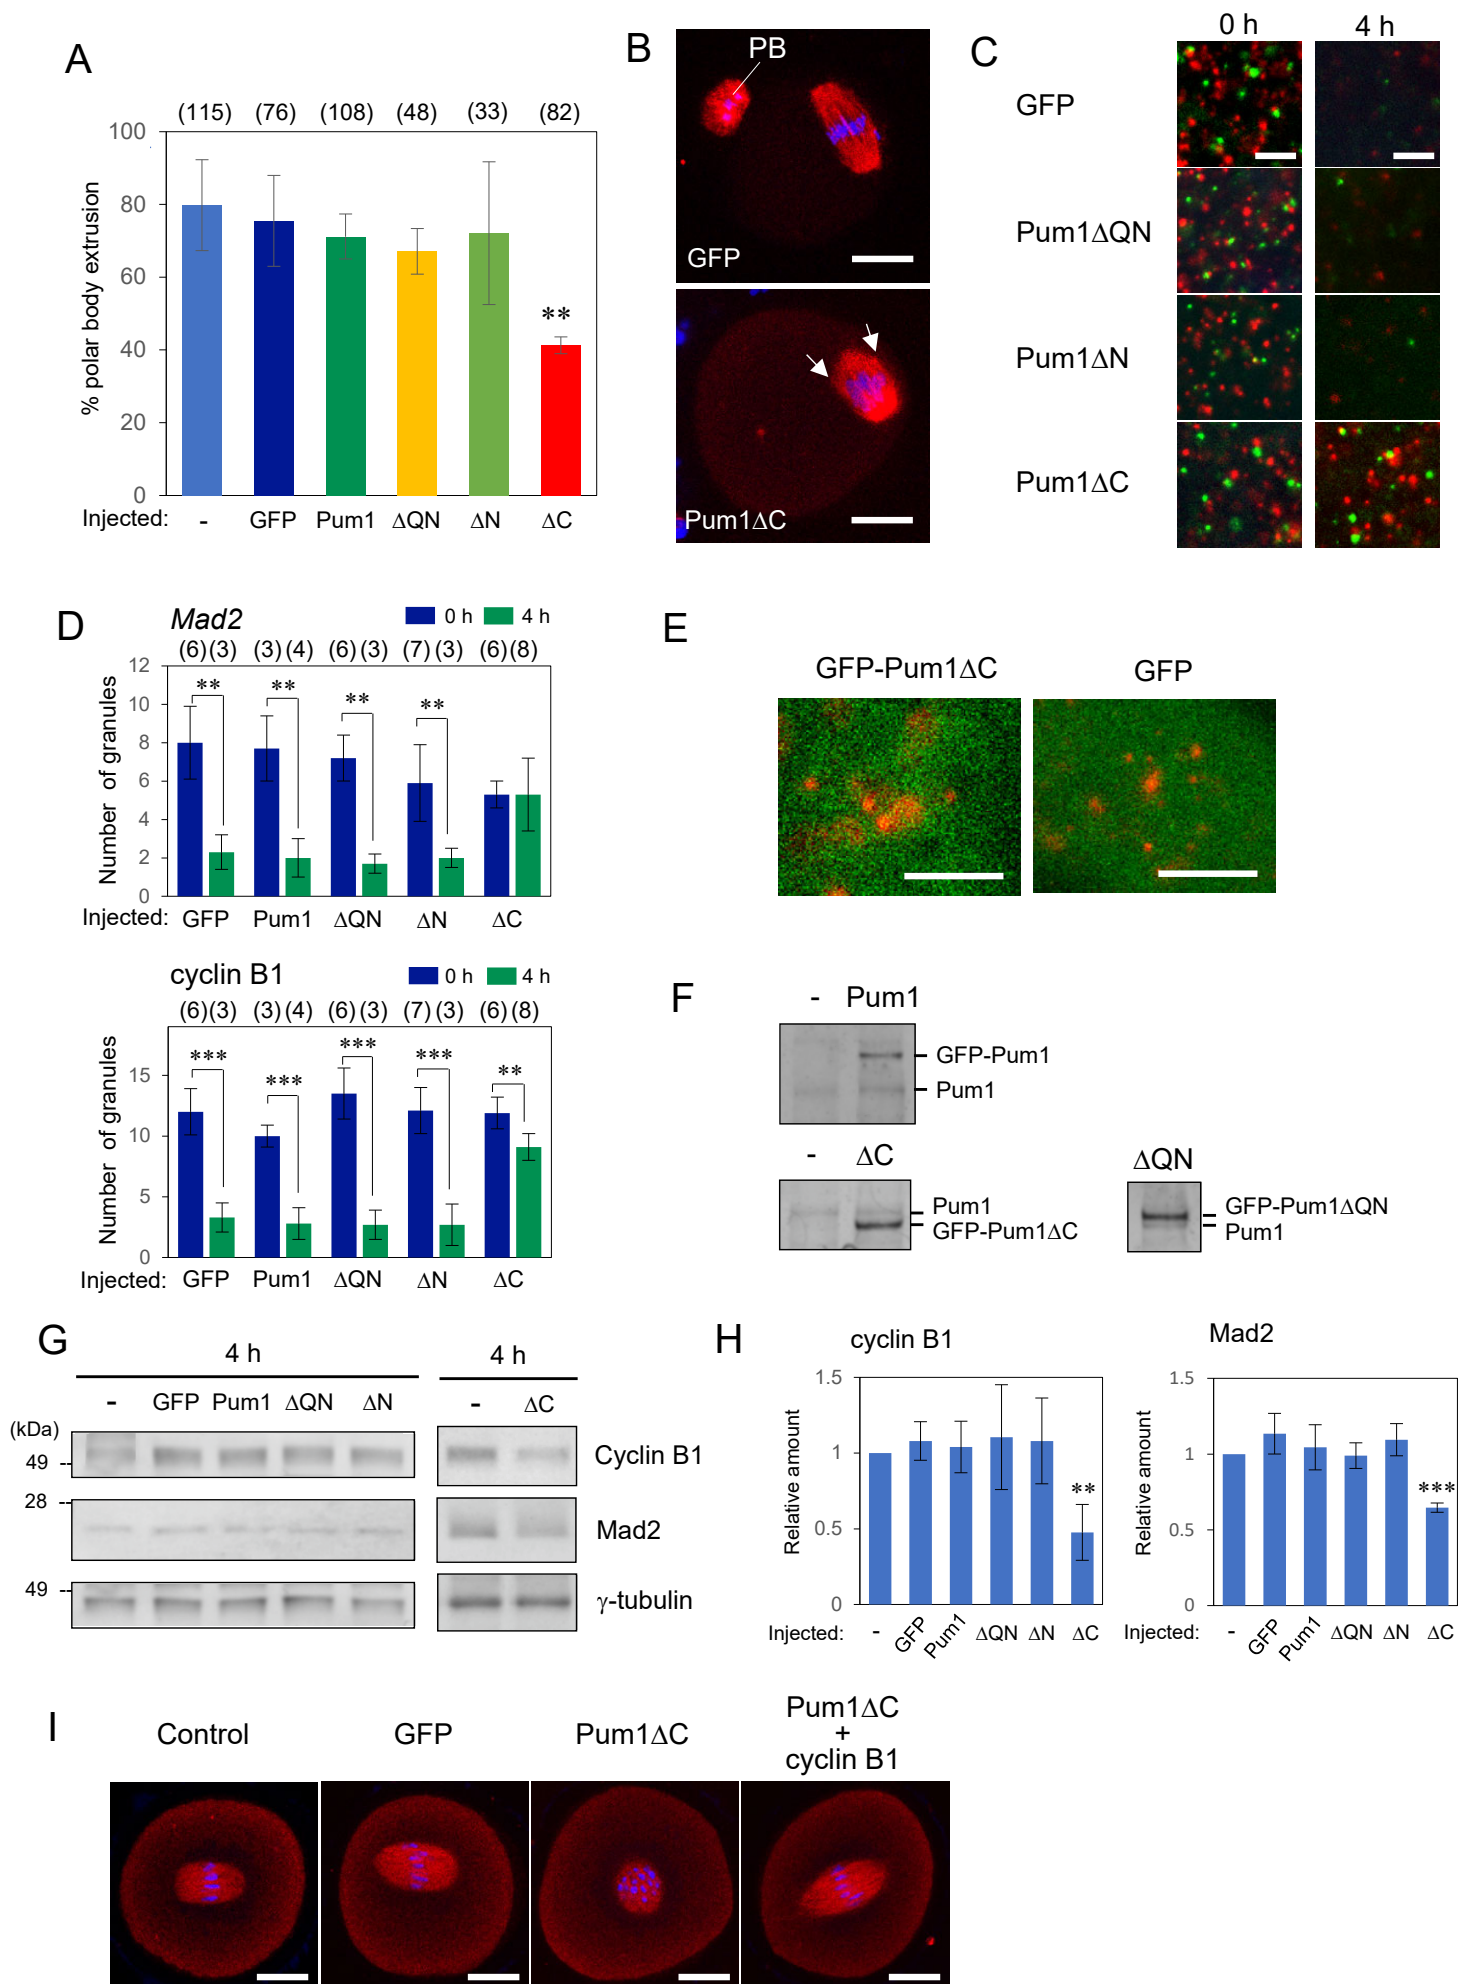 A
(115) (76) (108) (48) (33) (82)
100
80
60
40
20
0
% polar body extrusion
**
Injected: - GFP Pum1 ΔQN ΔN ΔC
B
PB
GFP
Pum1ΔC
C
0 h 4 h
GFP
Pum1ΔQN
Pum1ΔN
Pum1ΔC
D
Mad2
0 h 4 h
(6) (3) (3) (4) (6) (3) (7) (3) (6) (8)
12
10
8
6
4
2
0
Number of granules
** ** ** **
Injected: GFP Pum1 ΔQN ΔN ΔC
cyclin B1
0 h 4 h
(6) (3) (3) (4) (6) (3) (7) (3) (6) (8)
15
10
5
0
Number of granules
*** *** *** *** **
Injected: GFP Pum1 ΔQN ΔN ΔC
E
GFP-Pum1ΔC GFP
F
- Pum1
GFP-Pum1
Pum1
- ΔC
Pum1
GFP-Pum1ΔC
ΔQN
GFP-Pum1ΔQN
Pum1
G
4 h 4 h
- GFP Pum1 ΔQN ΔN - ΔC
(kDa)
49
Cyclin B1
28
Mad2
49
γ-tubulin
H
cyclin B1
1.5
1
0.5
0
Relative amount
**
Injected: - GFP Pum1 ΔQN ΔN ΔC
Mad2
1.5
1
0.5
0
Relative amount
***
Injected: - GFP Pum1 ΔQN ΔN ΔC
I
Control GFP Pum1ΔC Pum1ΔC
+
cyclin B1